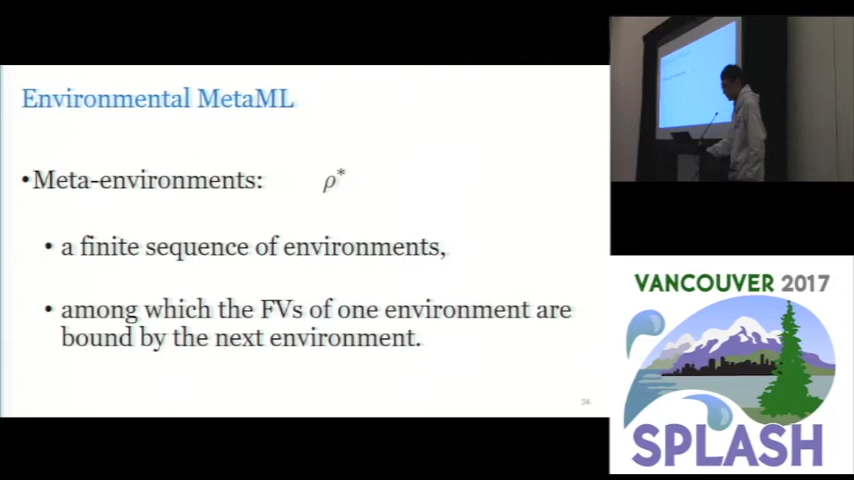 Environmental MetaML
•Meta-environments: ρ*
• a finite sequence of environments,
• among which the FVs of one environment are
bound by the next environment.
VANCOUVER 2017
SPLASH